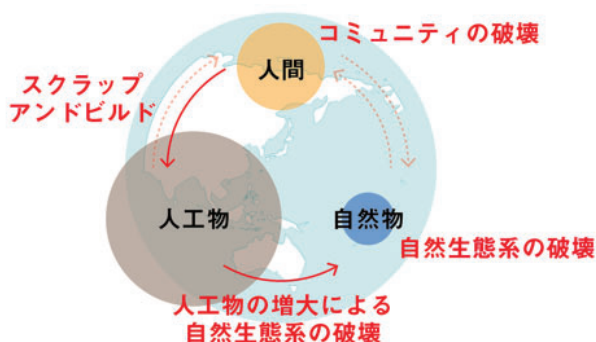 コミュニティの破壊
人間
スクラップ
アンドビルド
人工物
自然物
自然生態系の破壊
人工物の増大による
自然生態系の破壊